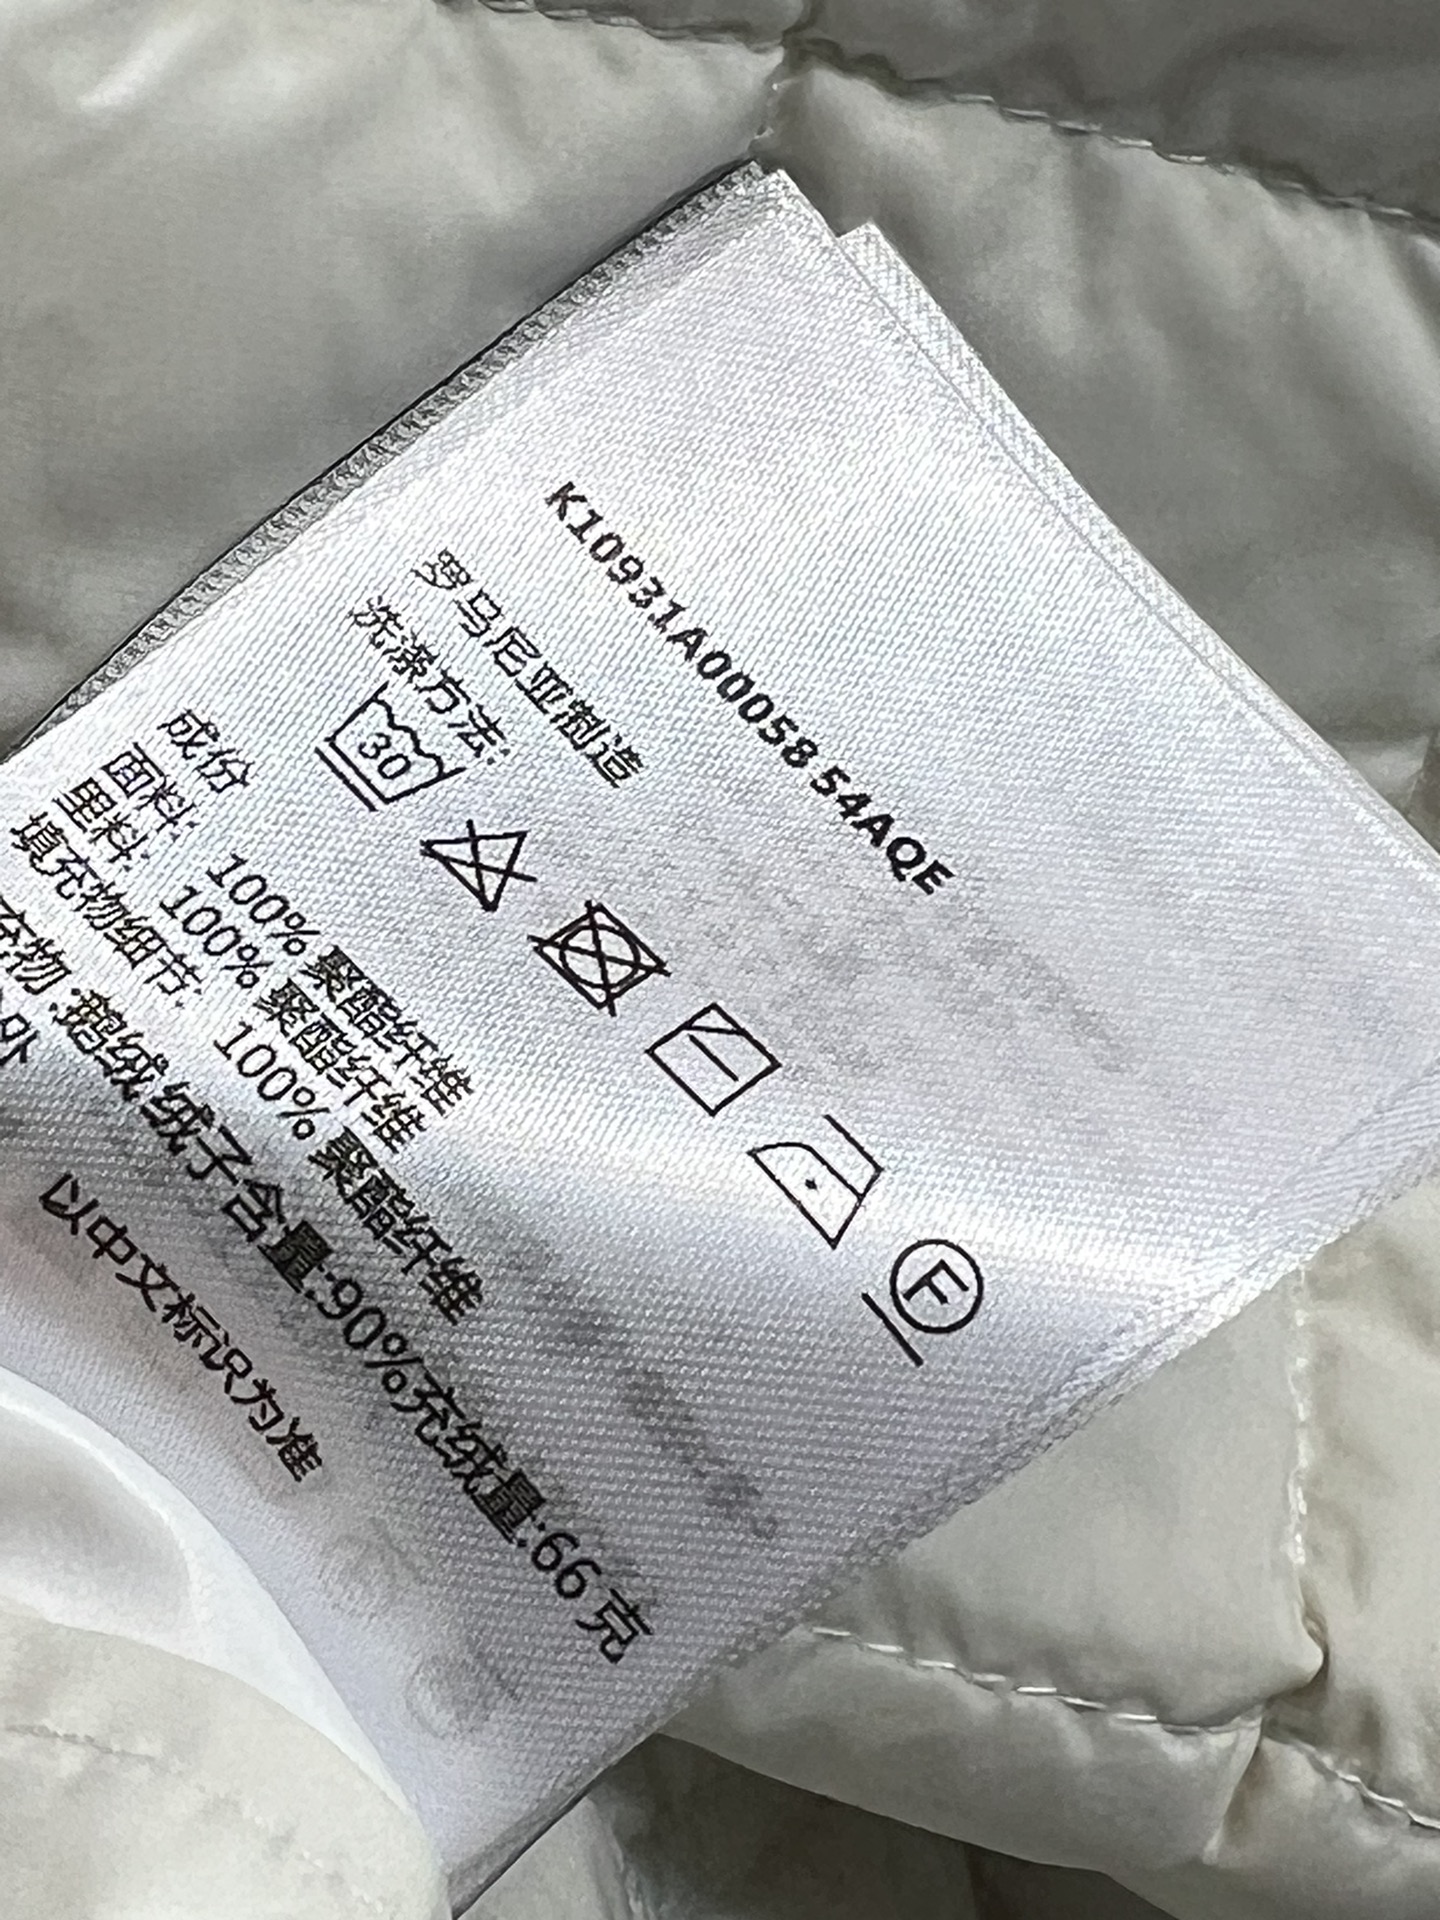 K10931A00058 54AQE
罗马尼亚制造
洗涤方法:
30
F
成份
面料: 100% 聚酯纤维
里料: 100% 聚酯纤维
填充物细节: 100% 聚酯纤维
充物:鹅绒绒子含量:90%充绒量:66克
外
以中文标识为准